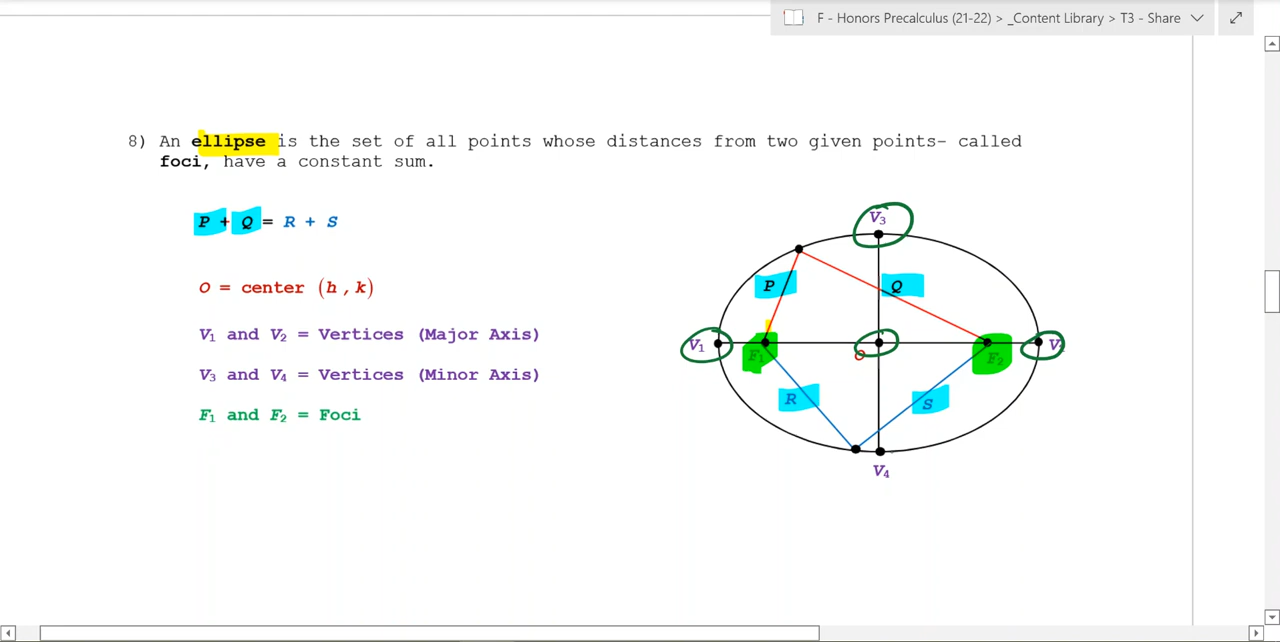 F - Honors Precalculus (21-22) > _Content Library > T3 - Share
8) An ellipse is the set of all points whose distances from two given points- called
foci, have a constant sum.
P + Q = R + S
O = center (h, k)
V₁ and V₂ = Vertices (Major Axis)
V₃ and V₄ = Vertices (Minor Axis)
F₁ and F₂ = Foci
V₃
P
Q
V₁
F₁
O
F₂
V₂
R
S
V₄